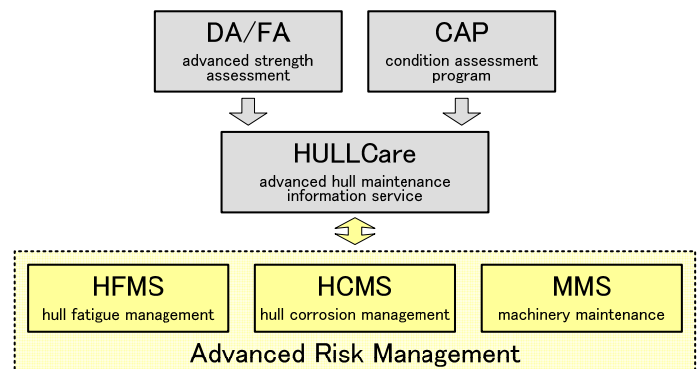 DA/FA
advanced strength
assessment
CAP
condition assessment
program
HULLCare
advanced hull maintenance
information service
HFMS
hull fatigue management
HCMS
hull corrosion management
MMS
machinery maintenance
Advanced Risk Management